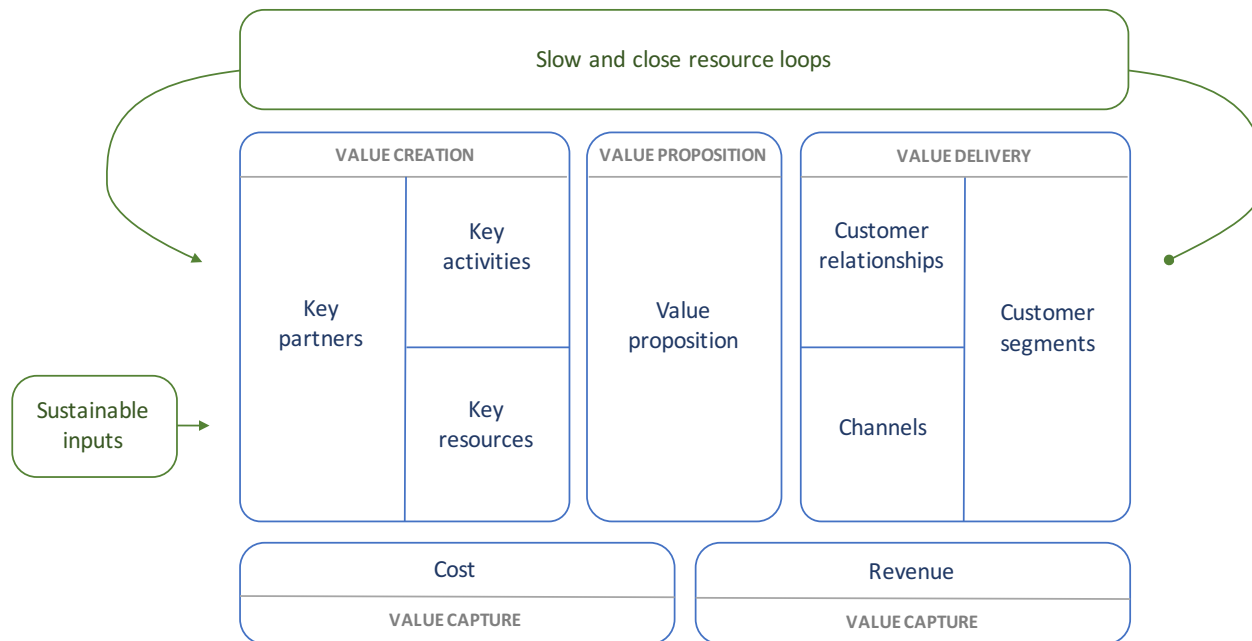 Slow and close resource loops
VALUE CREATION
VALUE PROPOSITION
VALUE DELIVERY
Key
partners
Key
activities
Key
resources
Value
proposition
Customer
relationships
Channels
Customer
segments
Sustainable
inputs
Cost
VALUE CAPTURE
Revenue
VALUE CAPTURE